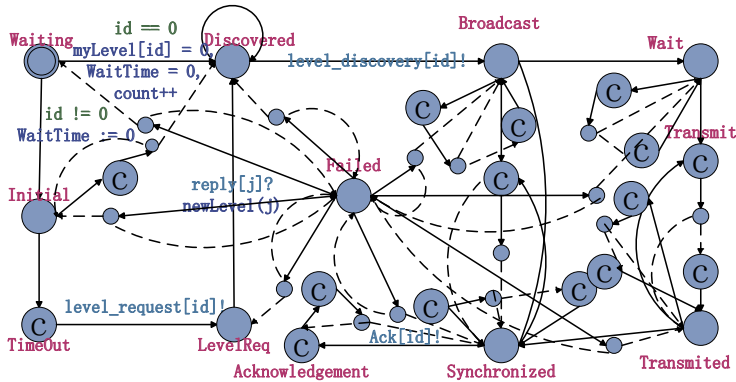 Broadcast
id == 0
Waiting
Discovered
Wait
myLevel[id] = 0,
level_discovery[id]!
WaitTime = 0,
count++
C
id != 0
C
C
WaitTime := 0
Transmit
C
Failed
C
C
C
reply[j]?
Initial
C
newLevel(j)
C
C
C
C
level_request[id]!
C
C
Ack[id]!
TimeOut
LevelReq
C
Acknowledgement
Synchronized
Transmited